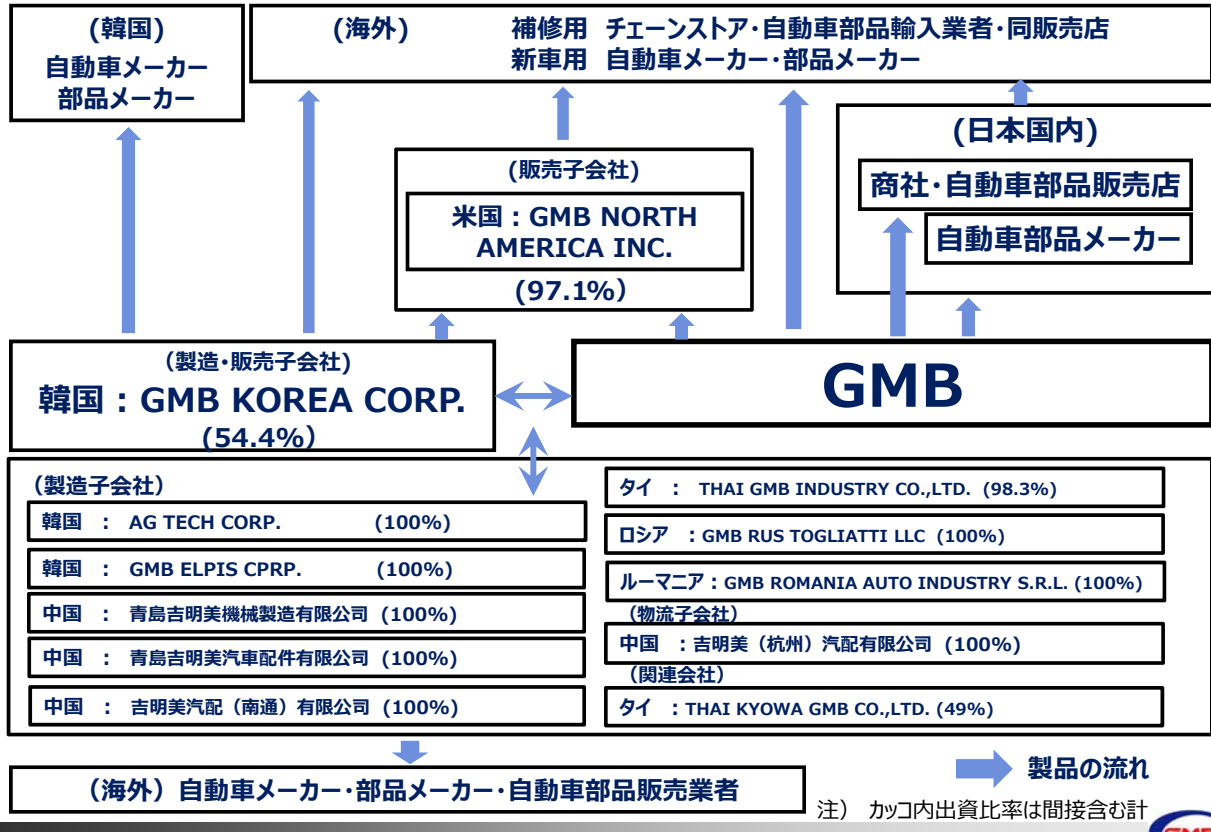 (韓国)
自動車メーカー
部品メーカー
(海外) 補修用 チェーンストア・自動車部品輸入業者・同販売店
新車用 自動車メーカー・部品メーカー
(日本国内)
商社・自動車部品販売店
自動車部品メーカー
(販売子会社)
米国：GMB NORTH
AMERICA INC.
(97.1%)
(製造・販売子会社)
韓国：GMB KOREA CORP.
(54.4%)
GMB
(製造子会社)
韓国 ： AG TECH CORP. (100%)
韓国 ： GMB ELPIS CPRP. (100%)
中国 ： 青島吉明美機械製造有限公司 (100%)
中国 ： 青島吉明美汽車配件有限公司 (100%)
中国 ： 吉明美汽配（南通）有限公司 (100%)
タイ ： THAI GMB INDUSTRY CO.,LTD. (98.3%)
ロシア ：GMB RUS TOGLIATTI LLC (100%)
ルーマニア：GMB ROMANIA AUTO INDUSTRY S.R.L. (100%)
(物流子会社)
中国 ：吉明美（杭州）汽配有限公司 (100%)
(関連会社)
タイ ：THAI KYOWA GMB CO.,LTD. (49%)
(海外) 自動車メーカー・部品メーカー・自動車部品販売業者
製品の流れ
注） カッコ内出資比率は間接含む計
GMB